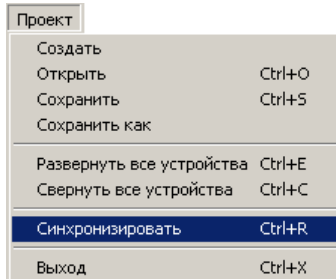 Проект
Создать
Открыть Ctrl+O
Сохранить Ctrl+S
Сохранить как
Развернуть все устройства Ctrl+E
Свернуть все устройства Ctrl+C
Синхронизировать Ctrl+R
Выход Ctrl+X